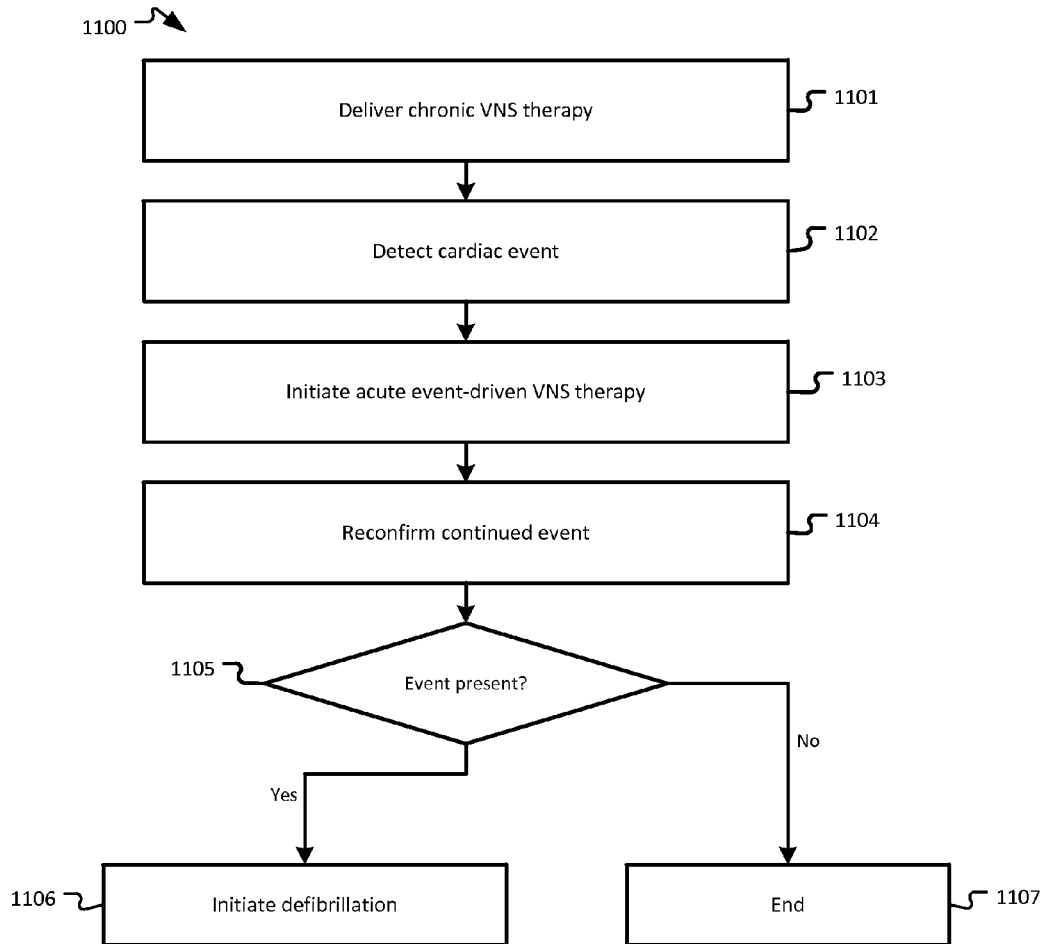 1100
Deliver chronic VNS therapy
1101
Detect cardiac event
1102
Initiate acute event-driven VNS therapy
1103
Reconfirm continued event
1104
1105
Event present?
No
Yes
1106
Initiate defibrillation
End
1107